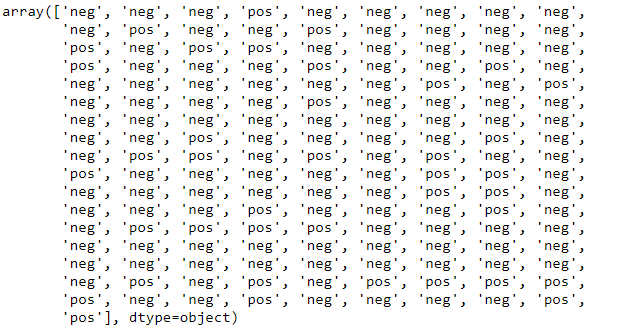 array(['neg', 'neg', 'neg', 'pos', 'neg', 'neg', 'neg', 'neg', 'neg',
'neg', 'pos', 'neg', 'neg', 'pos', 'neg', 'neg', 'neg', 'pos',
'pos', 'neg', 'pos', 'pos', 'neg', 'neg', 'neg', 'neg', 'neg',
'pos', 'neg', 'neg', 'neg', 'pos', 'neg', 'neg', 'pos', 'neg',
'neg', 'neg', 'neg', 'neg', 'neg', 'neg', 'pos', 'neg', 'pos',
'neg', 'neg', 'neg', 'neg', 'pos', 'neg', 'neg', 'neg', 'neg',
'neg', 'neg', 'neg', 'neg', 'neg', 'neg', 'neg', 'neg', 'neg',
'neg', 'neg', 'pos', 'neg', 'neg', 'neg', 'neg', 'pos', 'neg',
'neg', 'pos', 'pos', 'neg', 'pos', 'neg', 'pos', 'neg', 'neg',
'pos', 'neg', 'neg', 'neg', 'neg', 'neg', 'neg', 'neg', 'neg',
'neg', 'neg', 'neg', 'neg', 'neg', 'neg', 'pos', 'pos', 'neg',
'neg', 'neg', 'neg', 'pos', 'neg', 'neg', 'neg', 'pos', 'neg',
'neg', 'pos', 'pos', 'pos', 'pos', 'neg', 'neg', 'neg', 'neg',
'neg', 'neg', 'neg', 'neg', 'neg', 'neg', 'neg', 'neg', 'neg',
'neg', 'neg', 'neg', 'neg', 'neg', 'neg', 'neg', 'neg', 'neg',
'neg', 'pos', 'neg', 'pos', 'neg', 'pos', 'pos', 'pos', 'neg',
'pos', 'neg', 'neg', 'pos', 'neg', 'neg', 'neg', 'neg', 'pos',
'pos'], dtype=object)